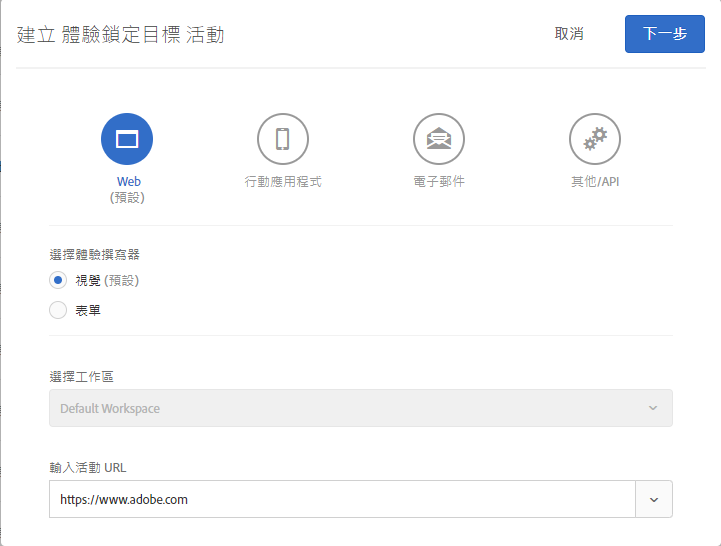 建立 體驗鎖定目標 活動
取消
下一步
Web
(預設)
行動應用程式
電子郵件
其他/API
選擇體驗撰寫器
視覺 (預設)
表單
選擇工作區
Default Workspace
輸入活動 URL
https://www.adobe.com